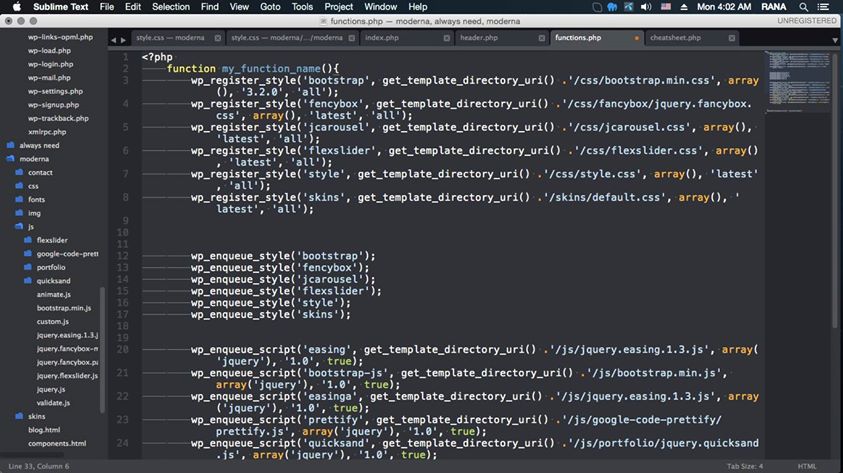 Sublime Text File Edit Selection Find View Goto Tools Project Window Help Mon 4:02 AM RANA
functions.php — moderna, always need, moderna UNREGISTERED
style.css — moderna style.css — moderna/.../moderna index.php header.php functions.php cheatsheet.php
wp-links-opml.php
wp-load.php
wp-login.php
wp-mail.php
wp-settings.php
wp-signup.php
wp-trackback.php
xmlrpc.php
always need
moderna
contact
css
fonts
img
js
flexslider
google-code-prett
portfolio
quicksand
animate.js
bootstrap.min.js
custom.js
jquery.easing.1.3.j
jquery.fancybox-m
jquery.fancybox.pa
jquery.flexslider.js
jquery.js
validate.js
skins
blog.html
components.html
1 <?php
2 function my_function_name(){
3 wp_register_style('bootstrap', get_template_directory_uri() .'/css/bootstrap.min.css', array
(), '3.2.0', 'all');
4 wp_register_style('fencybox', get_template_directory_uri() .'/css/fancybox/jquery.fancybox.
css', array(), 'latest', 'all');
5 wp_register_style('jcarousel', get_template_directory_uri() .'/css/jcarousel.css', array(),
'latest', 'all');
6 wp_register_style('flexslider', get_template_directory_uri() .'/css/flexslider.css', array()
, 'latest', 'all');
7 wp_register_style('style', get_template_directory_uri() .'/css/style.css', array(), 'latest'
, 'all');
8 wp_register_style('skins', get_template_directory_uri() .'/skins/default.css', array(), '
latest', 'all');
9
10
11
12 wp_enqueue_style('bootstrap');
13 wp_enqueue_style('fencybox');
14 wp_enqueue_style('jcarousel');
15 wp_enqueue_style('flexslider');
16 wp_enqueue_style('style');
17 wp_enqueue_style('skins');
18
19
20 wp_enqueue_script('easing', get_template_directory_uri() .'/js/jquery.easing.1.3.js', array(
'jquery'), '1.0', true);
21 wp_enqueue_script('bootstrap-js', get_template_directory_uri() .'/js/bootstrap.min.js',
array('jquery'), '1.0', true);
22 wp_enqueue_script('easinga', get_template_directory_uri() .'/js/jquery.easing.1.3.js', array
('jquery'), '1.0', true);
23 wp_enqueue_script('prettify', get_template_directory_uri() .'/js/google-code-prettify/
prettify.js', array('jquery'), '1.0', true);
24 wp_enqueue_script('quicksand', get_template_directory_uri() .'/js/portfolio/jquery.quicksand
.js', array('jquery'), '1.0', true);
Line 33, Column 6 Tab Size: 4 HTML